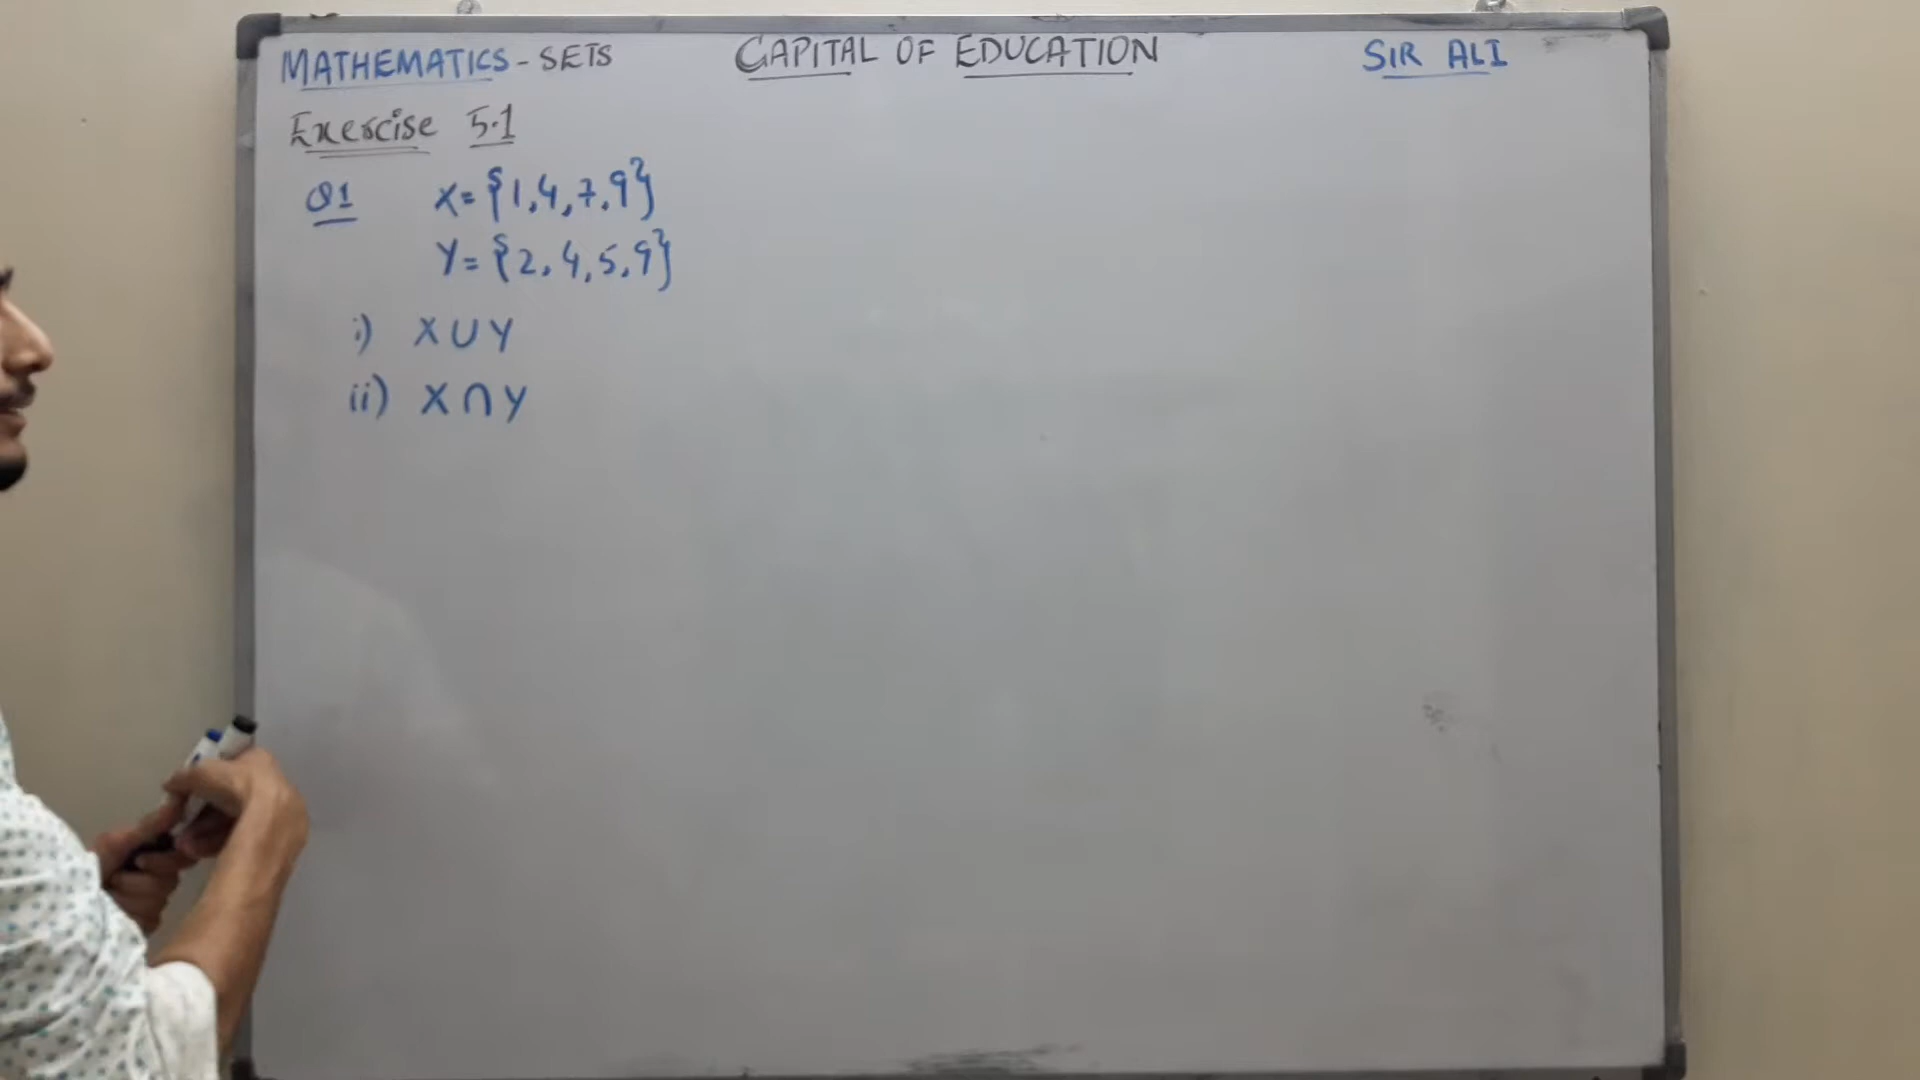 MATHEMATICS - SETS CAPITAL OF EDUCATION SIR ALI
Exercise 5.1
Q1 X = {1,4,7,9}
Y = {2,4,5,9}
i) X ∪ Y
ii) X ∩ Y